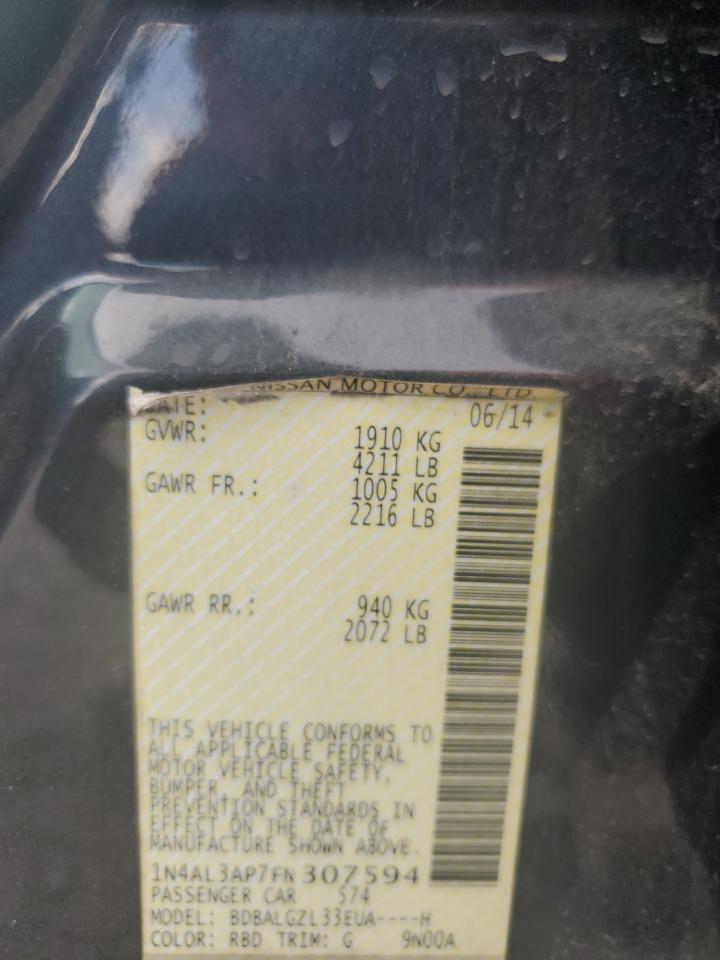 NISSAN MOTOR CO., LTD.
DATE: 06/14
GVWR: 1910 KG
4211 LB
GAWR FR.: 1005 KG
2216 LB
GAWR RR.: 940 KG
2072 LB
THIS VEHICLE CONFORMS TO
ALL APPLICABLE FEDERAL
MOTOR VEHICLE SAFETY,
BUMPER, AND THEFT
PREVENTION STANDARDS IN
EFFECT ON THE DATE OF
MANUFACTURE SHOWN ABOVE.
1N4AL3AP7FN307594
PASSENGER CAR 574
MODEL: BDBALGZL33EUA----H
COLOR: RBD TRIM: G 9N00A